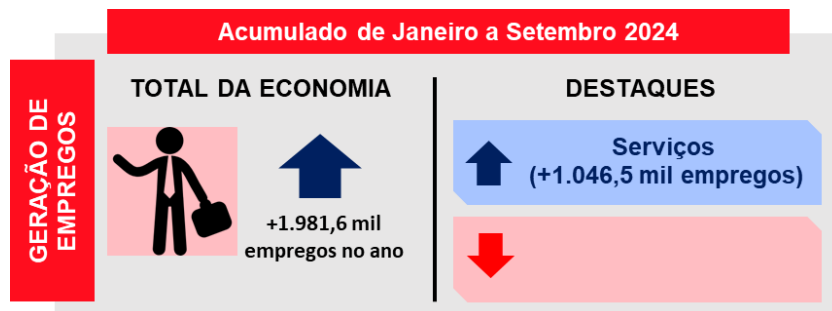 Acumulado de Janeiro a Setembro 2024
GERAÇÃO DE
EMPREGOS
TOTAL DA ECONOMIA
+1.981,6 mil
empregos no ano
DESTAQUES
Serviços
(+1.046,5 mil empregos)